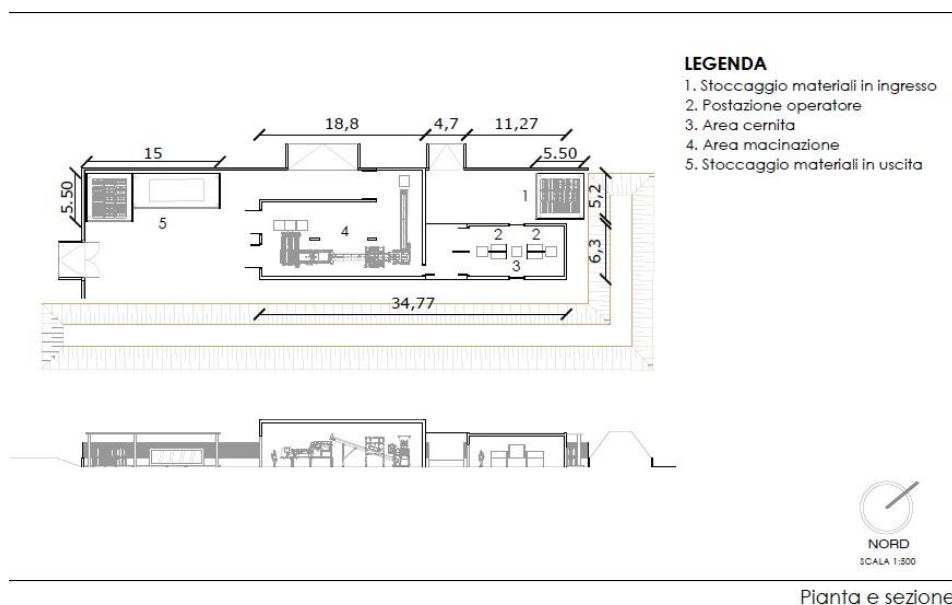 LEGENDA
1. Stoccaggio materiali in ingresso
2. Postazione operatore
3. Area cernita
4. Area macinazione
5. Stoccaggio materiali in uscita
18,8
4,7
11,27
15
5.50
5.50
1
5,2
5
4
2
2
6,3
3
34,77
NORD
SCALA 1:500
Pianta e sezione